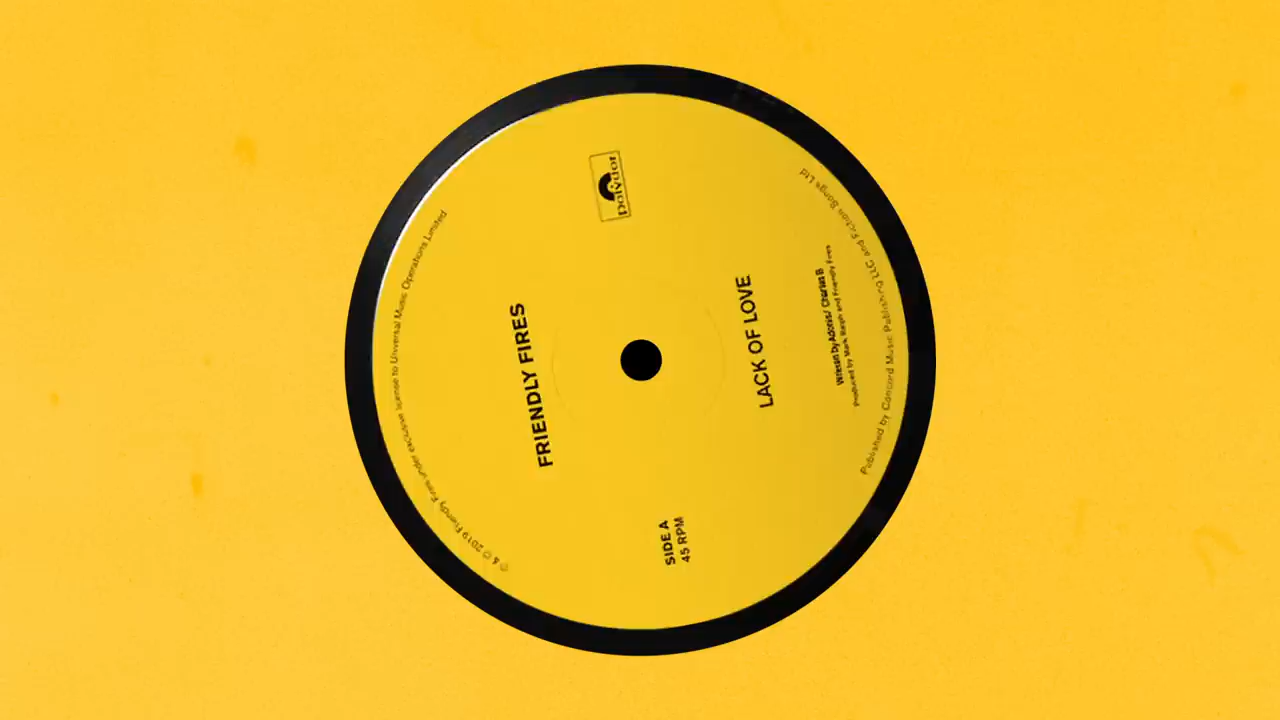 polydor
FRIENDLY FIRES
SIDE A
45 RPM
LACK OF LOVE
Written by Adonis / Charles B
Produced by Mark Ralph and Friendly Fires
Published by Concord Music Publishing LLC and Fiction Songs Ltd
℗ & © 2019 Friendly Fires under exclusive license to Universal Music Operations Limited